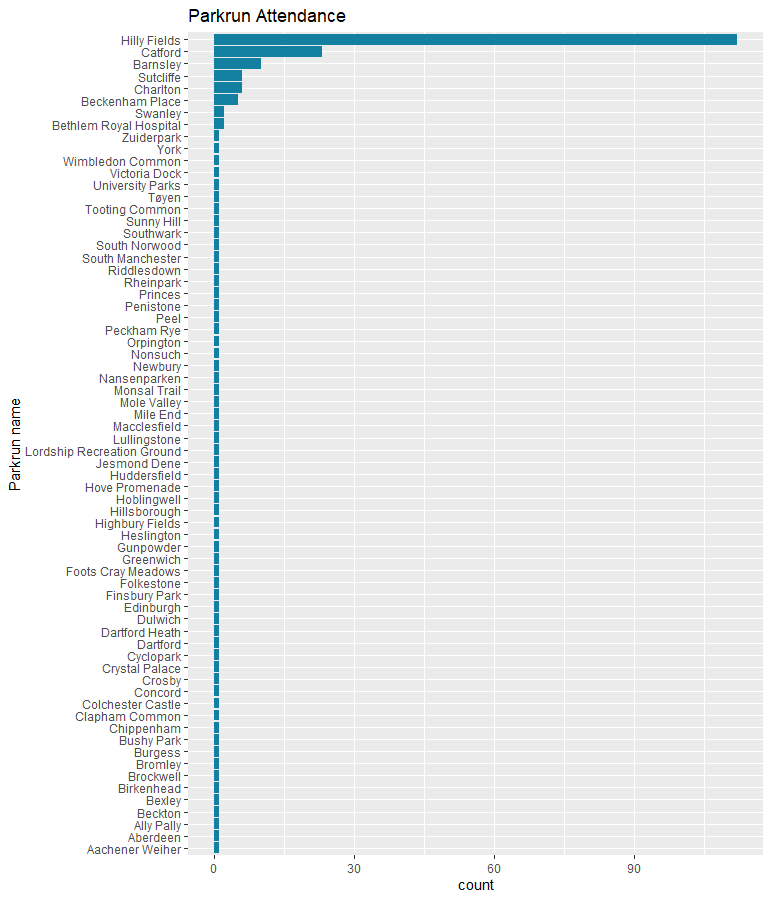 Parkrun Attendance
Hilly Fields
Catford
Barnsley
Sutcliffe
Charlton
Beckenham Place
Swanley
Bethlem Royal Hospital
Zuiderpark
York
Wimbledon Common
Victoria Dock
University Parks
Tøyen
Tooting Common
Sunny Hill
Southwark
South Norwood
South Manchester
Riddlesdown
Rheinpark
Princes
Penistone
Peel
Peckham Rye
Orpington
Nonsuch
Newbury
Nansenparken
Monsal Trail
Mole Valley
Mile End
Macclesfield
Lullingstone
Lordship Recreation Ground
Jesmond Dene
Huddersfield
Hove Promenade
Hoblingwell
Hillsborough
Highbury Fields
Heslington
Gunpowder
Greenwich
Foots Cray Meadows
Folkestone
Finsbury Park
Edinburgh
Dulwich
Dartford Heath
Dartford
Cyclopark
Crystal Palace
Crosby
Concord
Colchester Castle
Clapham Common
Chippenham
Bushy Park
Burgess
Bromley
Brockwell
Birkenhead
Bexley
Beckton
Ally Pally
Aberdeen
Aachener Weiher
Parkrun name
0 30 60 90
count